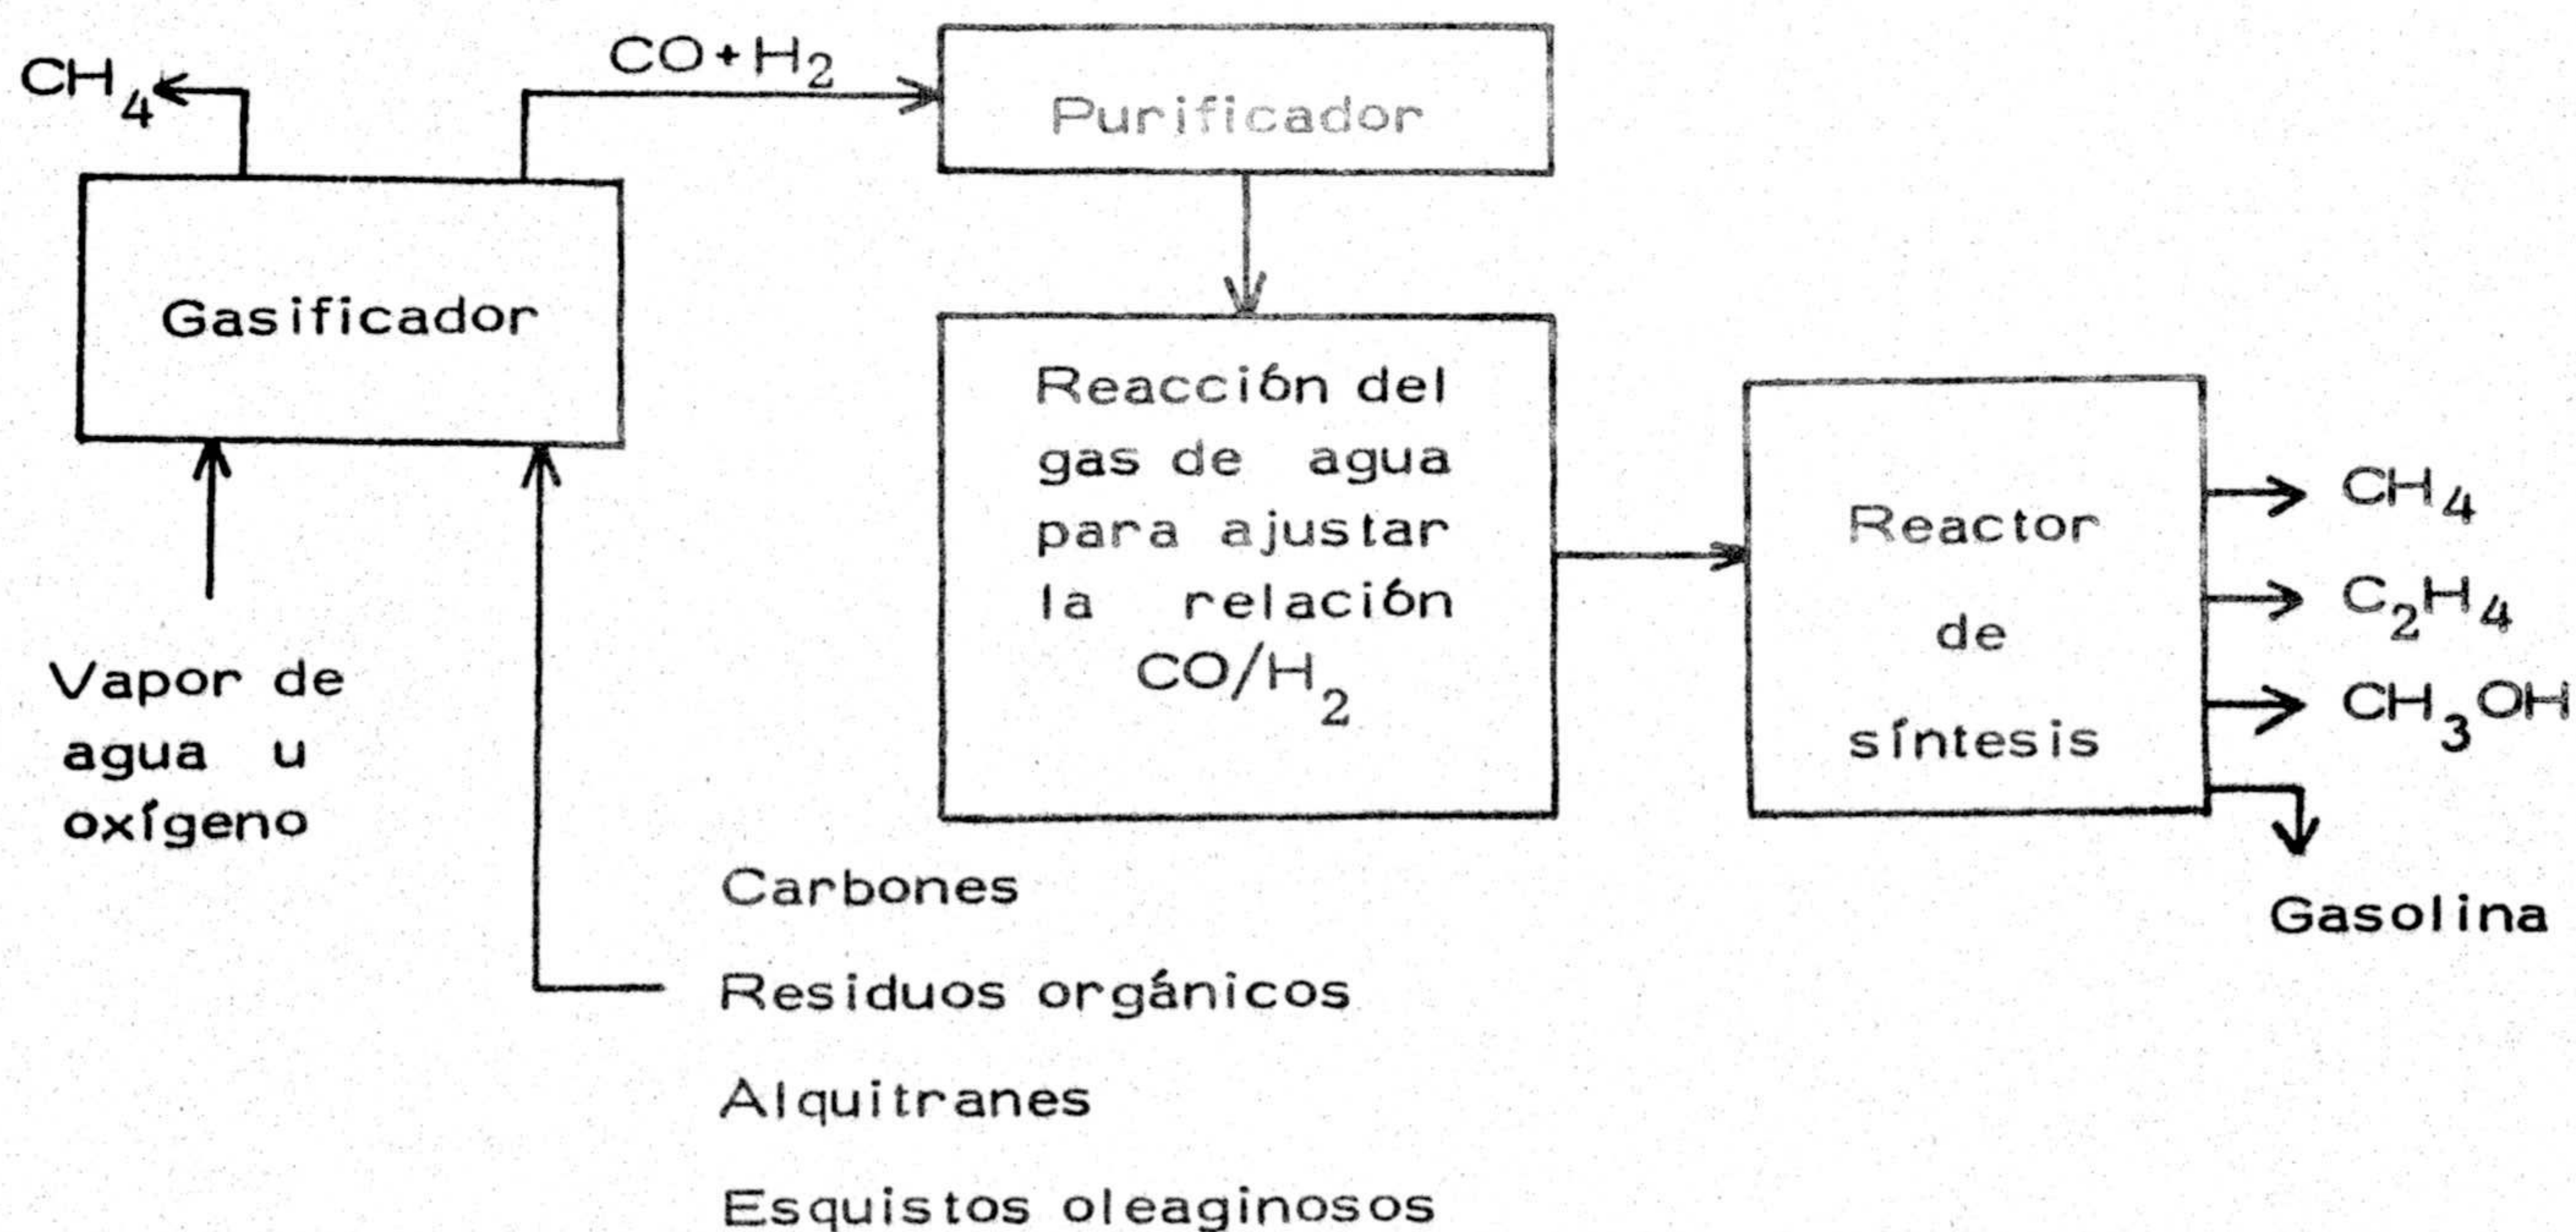 CH4
CO+H2
Purificador
Gasificador
Reacción del
gas de agua
para ajustar
la relación
CO/H2
Reactor
de
síntesis
CH4
C2H4
CH3OH
Gasolina
Vapor de
agua u
oxígeno
Carbones
Residuos orgánicos
Alquitranes
Esquistos oleaginosos